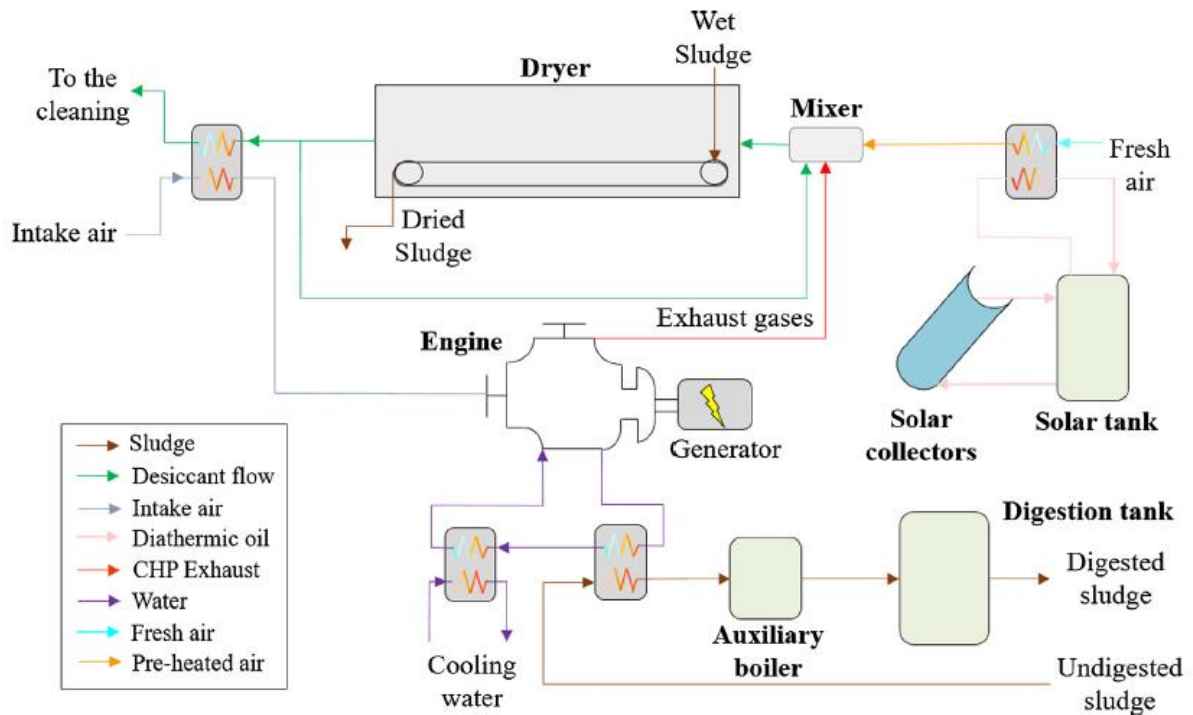 Wet
Sludge
To the
cleaning
Dryer
Mixer
Fresh
air
Intake air
Dried
Sludge
Exhaust gases
Engine
Generator
Solar
collectors
Solar tank
Sludge
Desiccant flow
Intake air
Diathermic oil
CHP Exhaust
Water
Fresh air
Pre-heated air
Digestion tank
Digested
sludge
Auxiliary
boiler
Cooling
water
Undigested
sludge